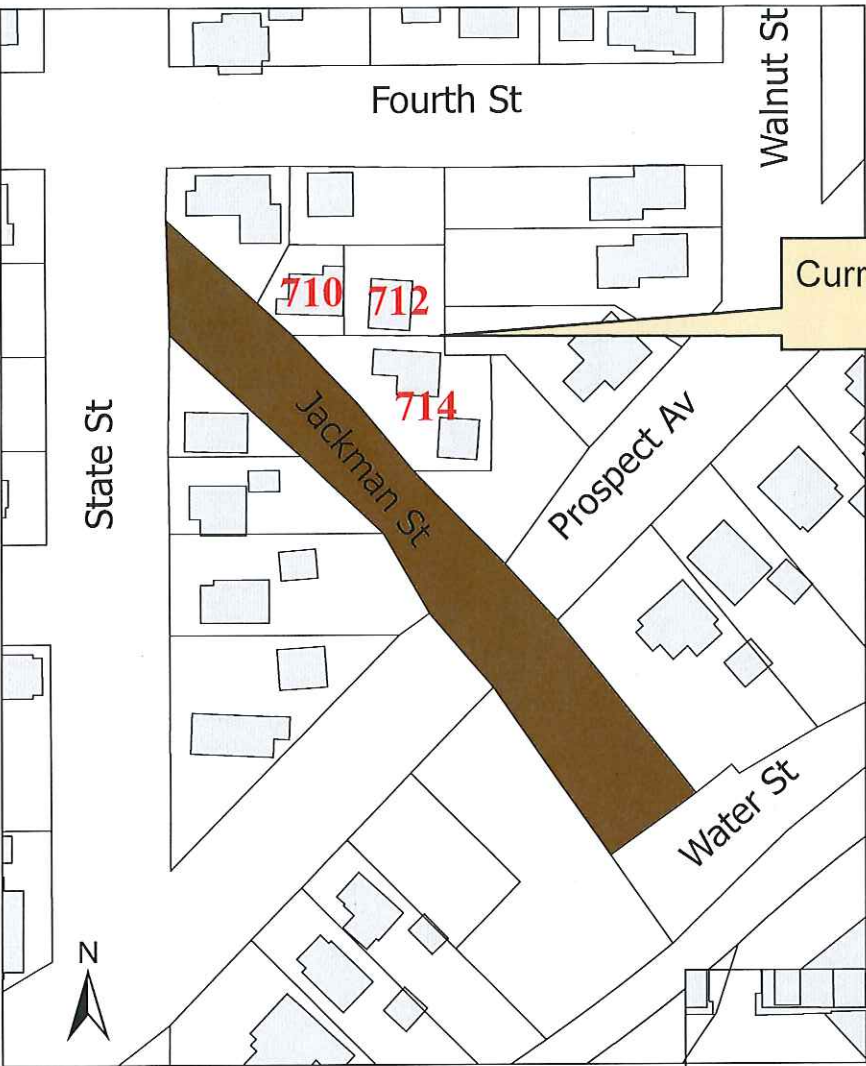 Walnut St
Fourth St
Curr
710
712
714
State St
Jackman St
Prospect Av
Water St
N